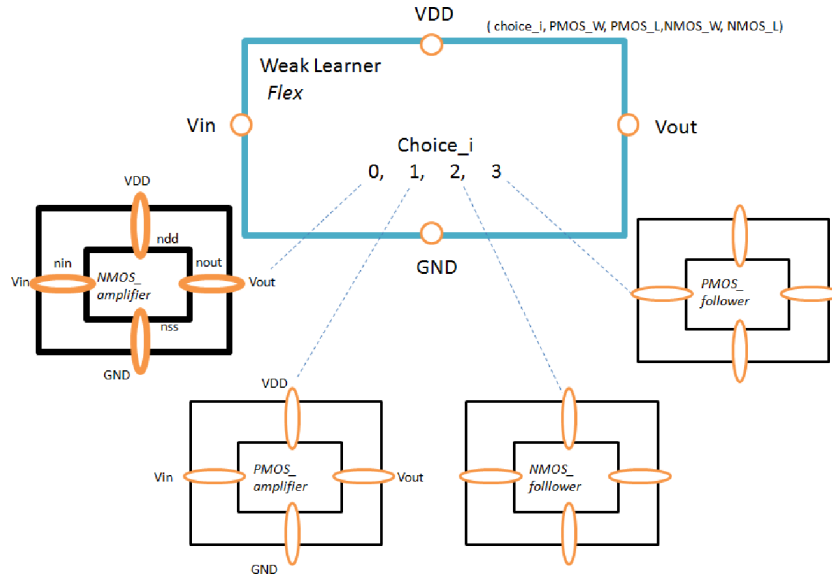 VDD
( choice_i, PMOS_W, PMOS_L,NMOS_W, NMOS_L)
Weak Learner
Flex
Vin
Vout
Choice_i
0, 1, 2, 3
GND
VDD
ndd
nin
nout
Vin
NMOS_
amplifier
Vout
nss
GND
PMOS_
follower
VDD
Vin
PMOS_
amplifier
Vout
GND
NMOS_
folllower